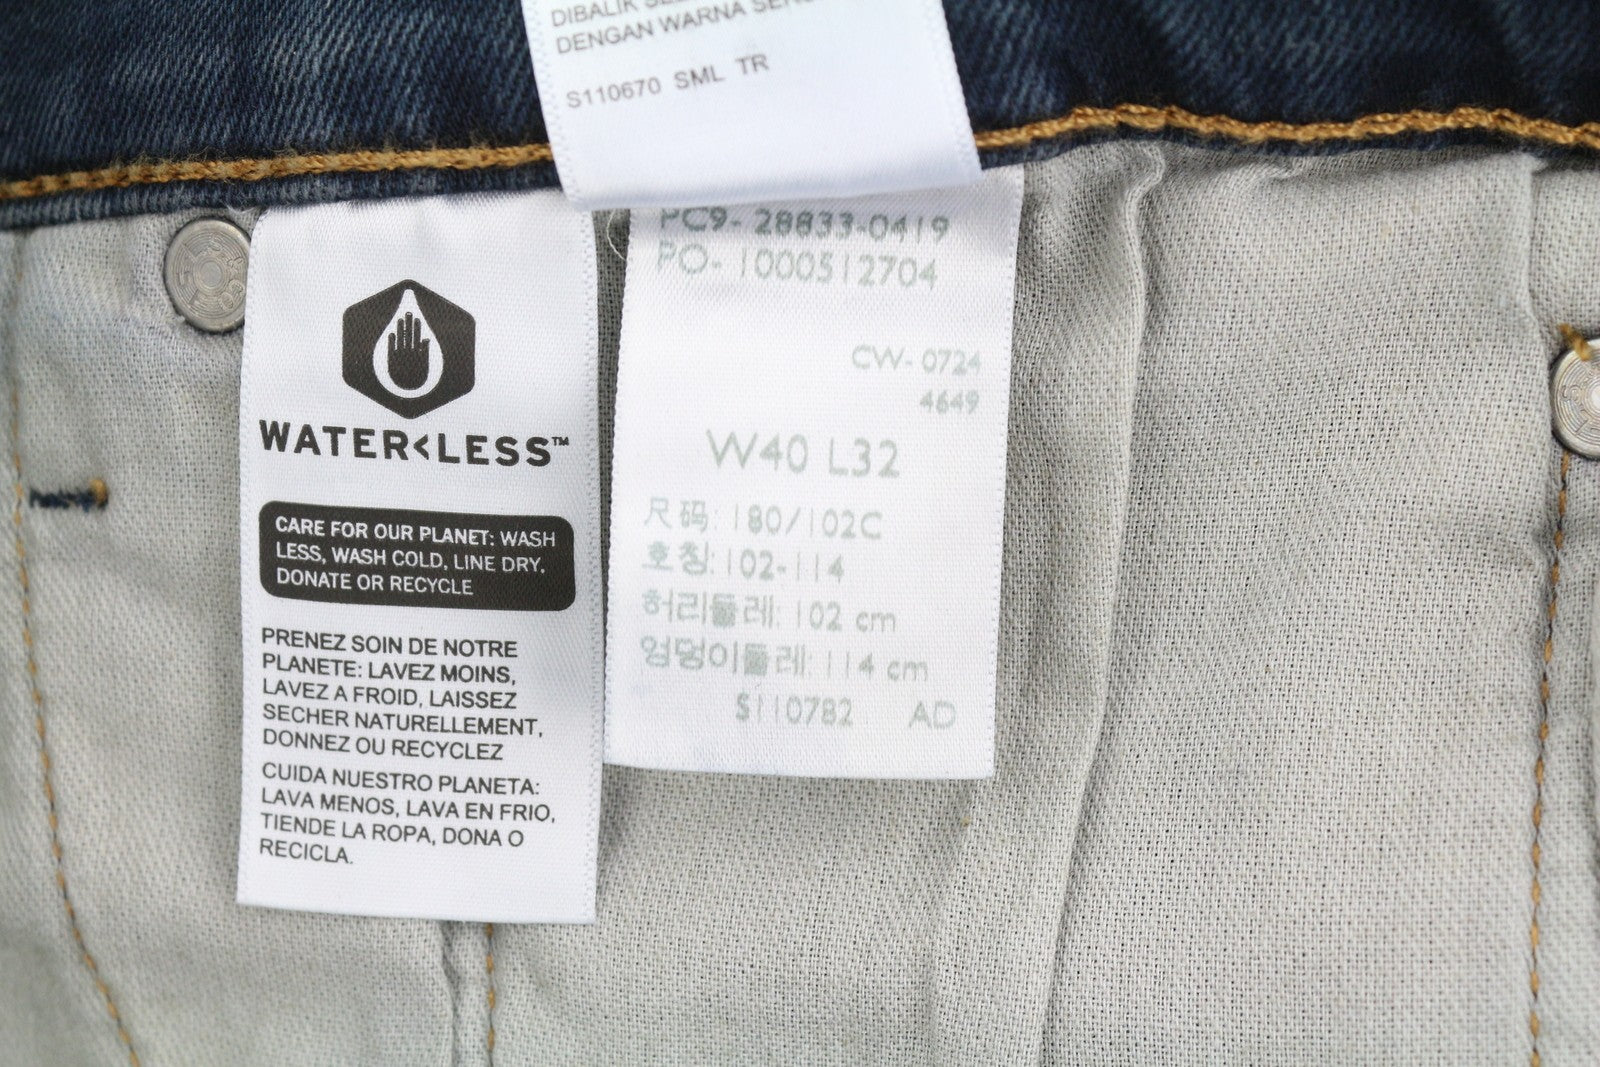 DENGAN WARNA
S110670 SML TR
WATER<LESS™
CARE FOR OUR PLANET: WASH
LESS, WASH COLD, LINE DRY,
DONATE OR RECYCLE
PRENEZ SOIN DE NOTRE
PLANETE: LAVEZ MOINS,
LAVEZ A FROID, LAISSEZ
SECHER NATURELLEMENT,
DONNEZ OU RECYCLEZ
CUIDA NUESTRO PLANETA:
LAVA MENOS, LAVA EN FRIO,
TIENDE LA ROPA, DONA O
RECICLA.
PC9- 28833-0419
PO- 1000512704
CW- 0724
4649
W40 L32
尺码: 180/102C
호칭: 102-114
허리둘레: 102 cm
엉덩이둘레: 114 cm
S110782 AD